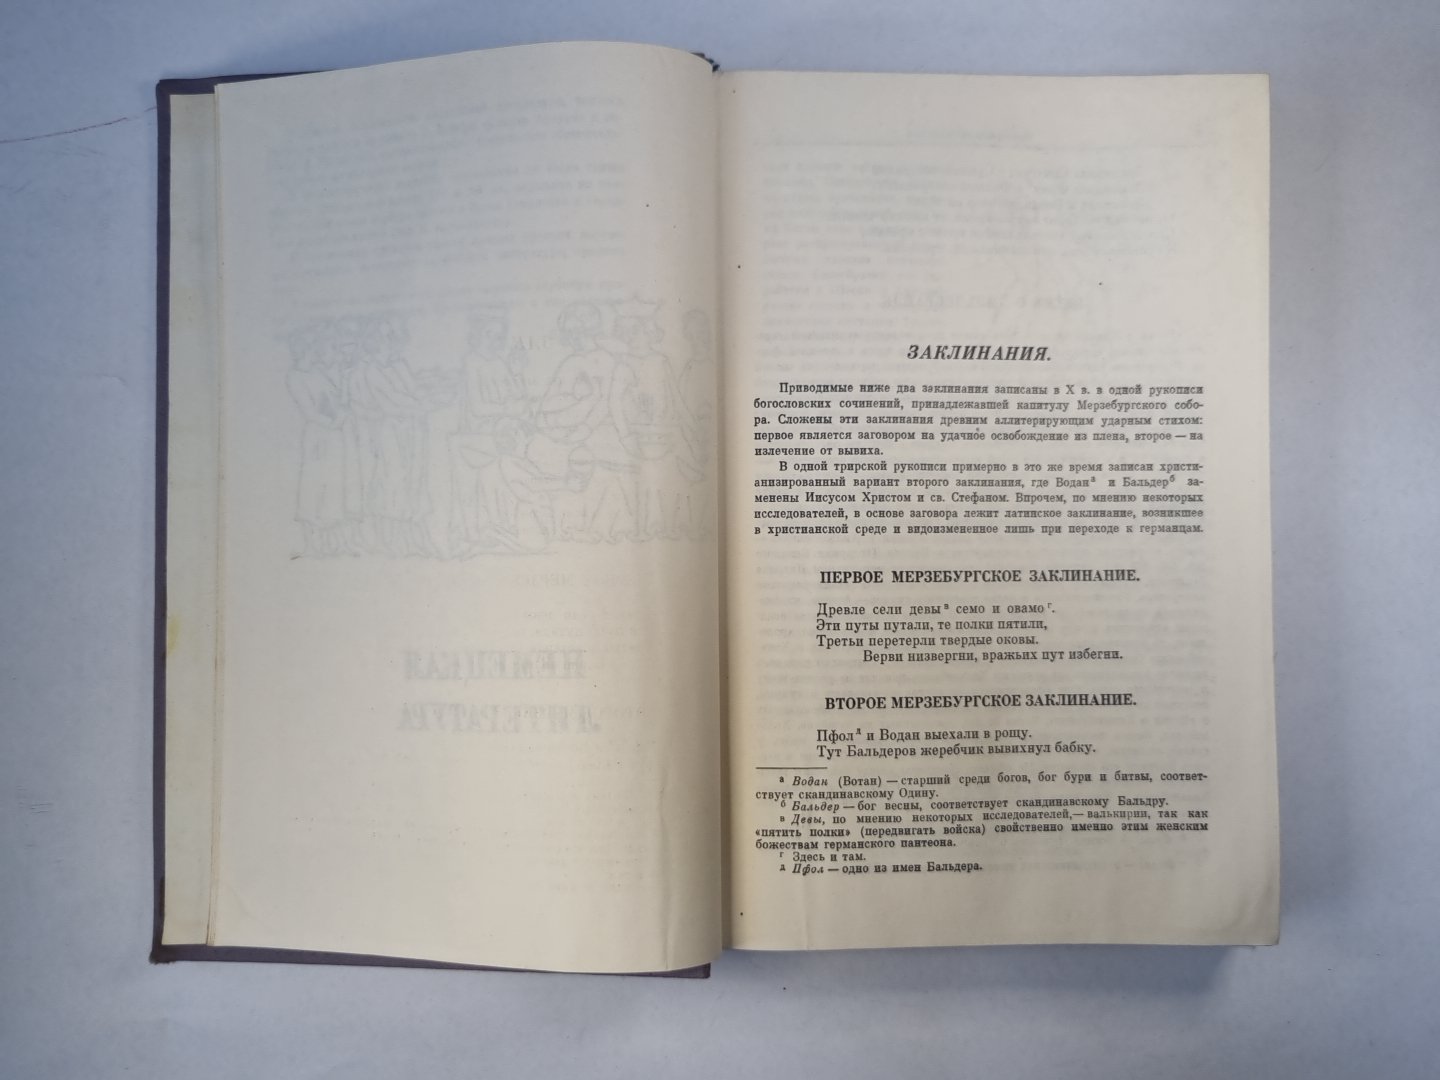 ЗАКЛИНАНИЯ.
Приводимые ниже два заклинания записаны в X в. в одной рукописи
богословских сочинений, принадлежавшей капитулу Мерзебургского собо-
ра. Сложены эти заклинания древним аллитерирующим ударным стихом:
первое является заговором на удачное освобождение из плена, второе — на
излечение от вывиха.
В одной трирской рукописи примерно в это же время записан христи-
анизированный вариант второго заклинания, где Водан а и Бальдер б за-
менены Иисусом Христом и св. Стефаном. Впрочем, по мнению некоторых
исследователей, в основе заговора лежит латинское заклинание, возникшее
в христианской среде и видоизмененное лишь при переходе к германцам.
ПЕРВОЕ МЕРЗЕБУРГСКОЕ ЗАКЛИНАНИЕ.
Древле сели девы в семо и овамо г.
Эти путы путали, те полки пятили,
Третьи перетерли твердые оковы.
Верви низвергни, вражьих пут избегни.
ВТОРОЕ МЕРЗЕБУРГСКОЕ ЗАКЛИНАНИЕ.
Пфол д и Водан выехали в рощу.
Тут Бальдеров жеребчик вывихнул бабку.
а Водан (Вотан) — старший среди богов, бог бури и битвы, соответ-
ствует скандинавскому Одину.
б Бальдер — бог весны, соответствует скандинавскому Бальдру.
в Девы, по мнению некоторых исследователей, — валькирии, так как
«пятить полки» (передвигать войска) свойственно именно этим женским
божествам германского пантеона.
г Здесь и там.
д Пфол — одно из имен Бальдера.
НЕМЕЦКАЯ
ЛИТЕРАТУРА